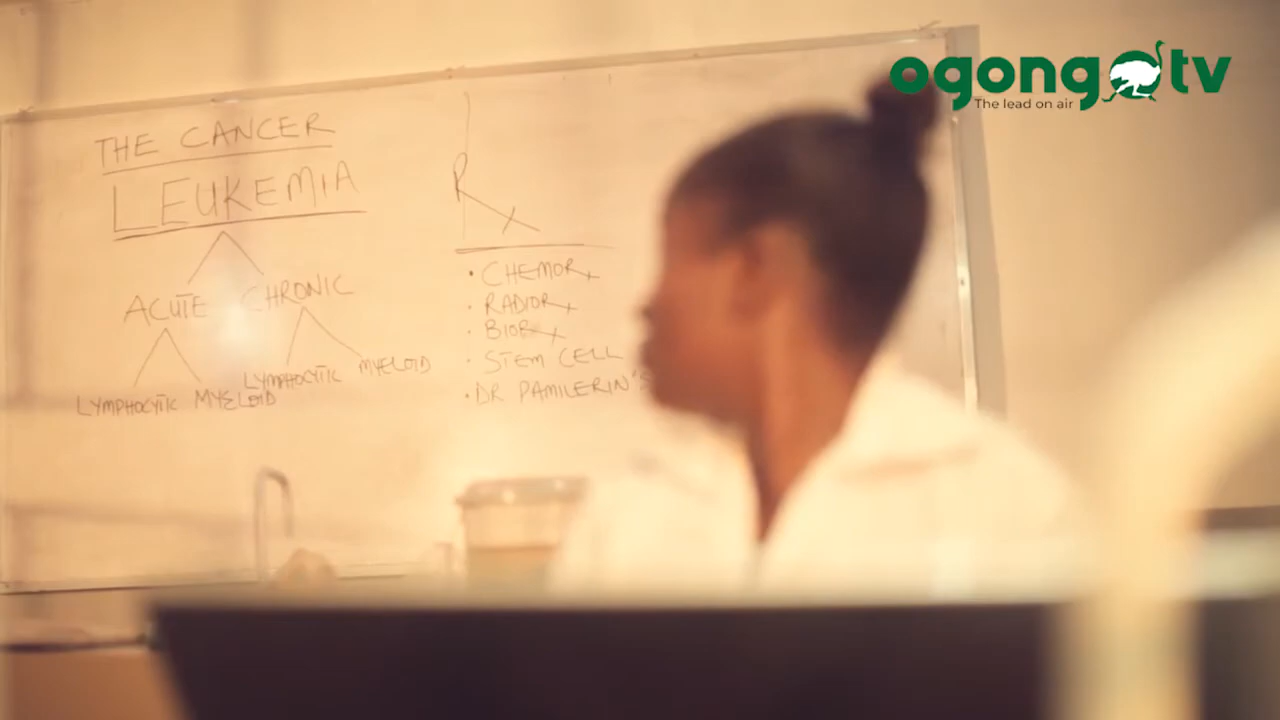 THE CANCER
LEUKEMIA
ACUTE CHRONIC
LYMPHOCYTIC MYELOID LYMPHOCYTIC MYELOID
Rx
• CHEMORx
• RADIORx
• BIORx
• STEM CELL
• DR PAMILERIN'S
ogongotv
The lead on air